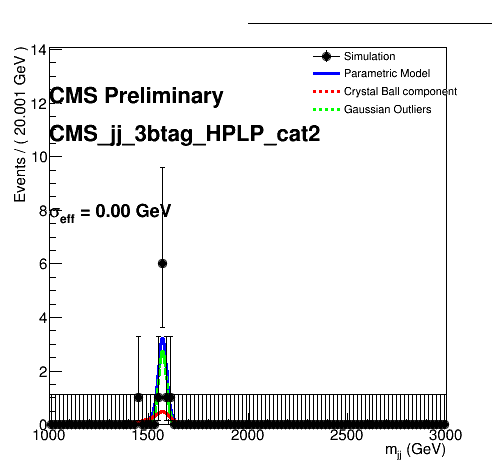 Simulation
Parametric Model
Crystal Ball component
Gaussian Outliers
CMS Preliminary
CMS_jj_3btag_HPLP_cat2
σeff = 0.00 GeV
Events / ( 20.001 GeV )
14
12
10
8
6
4
2
0
1000 1500 2000 2500 3000
mjj (GeV)